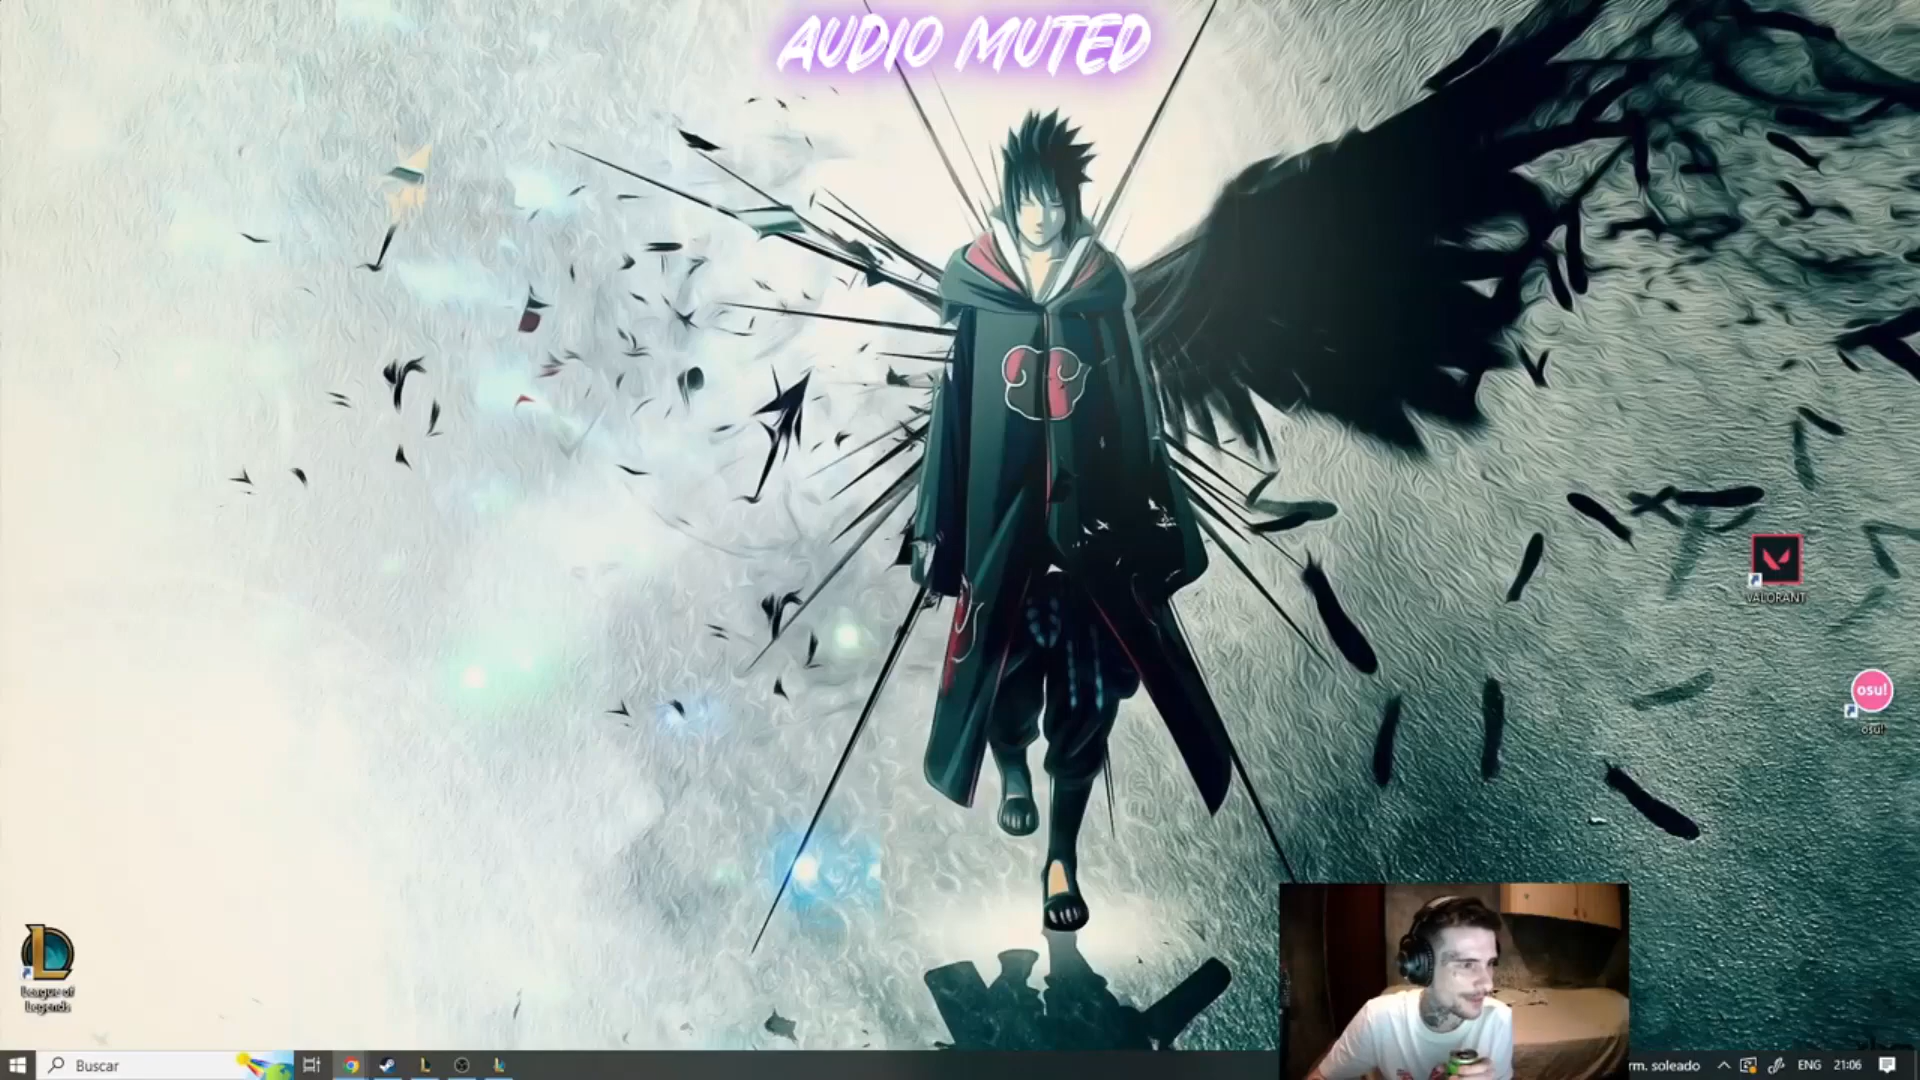 AUDIO MUTED
VALORANT
osu!
osu!
League of
Legends
Buscar
rm. soleado
ENG
21:06